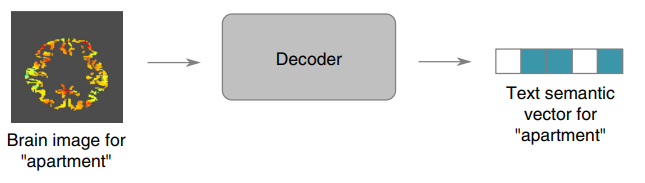 Decoder
Brain image for
"apartment"
Text semantic
vector for
"apartment"